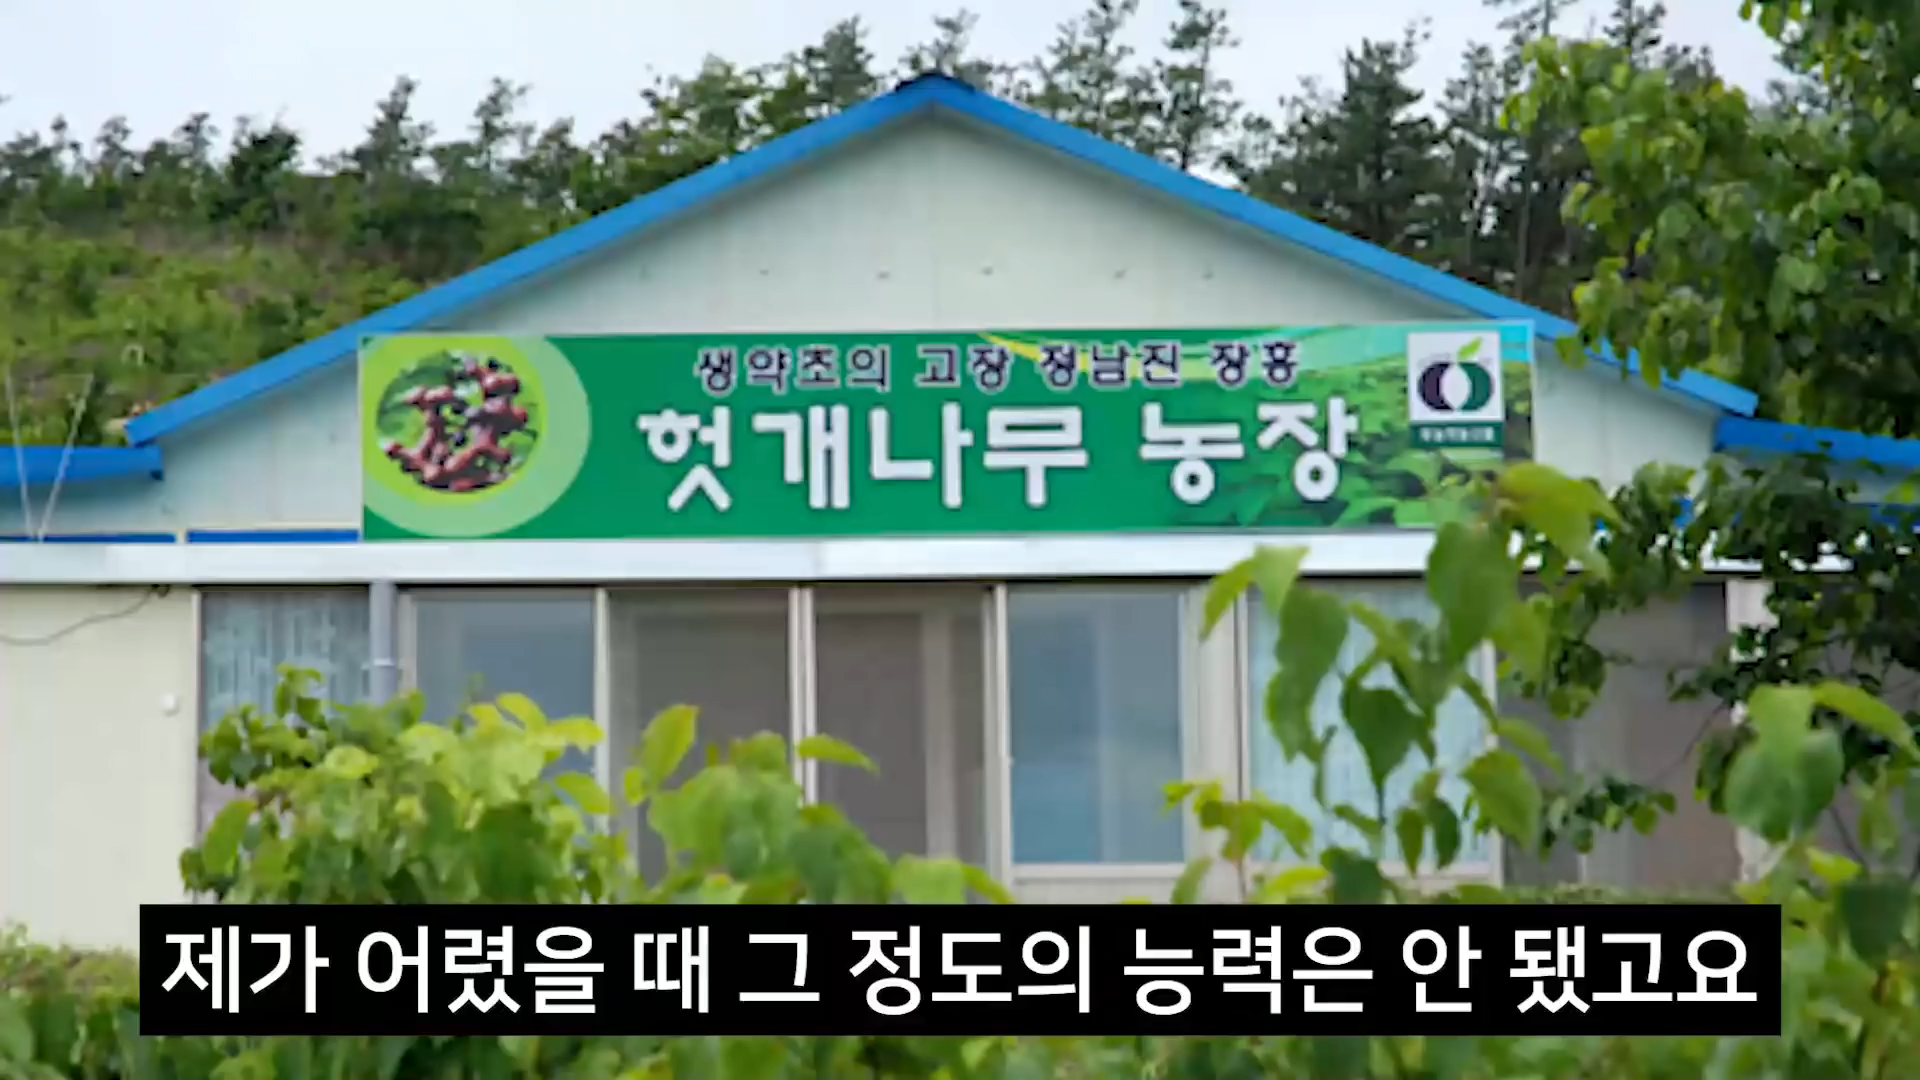 생약초의 고장 정남진 장흥
헛개나무 농장
제가 어렸을 때 그 정도의 능력은 안 됐고요